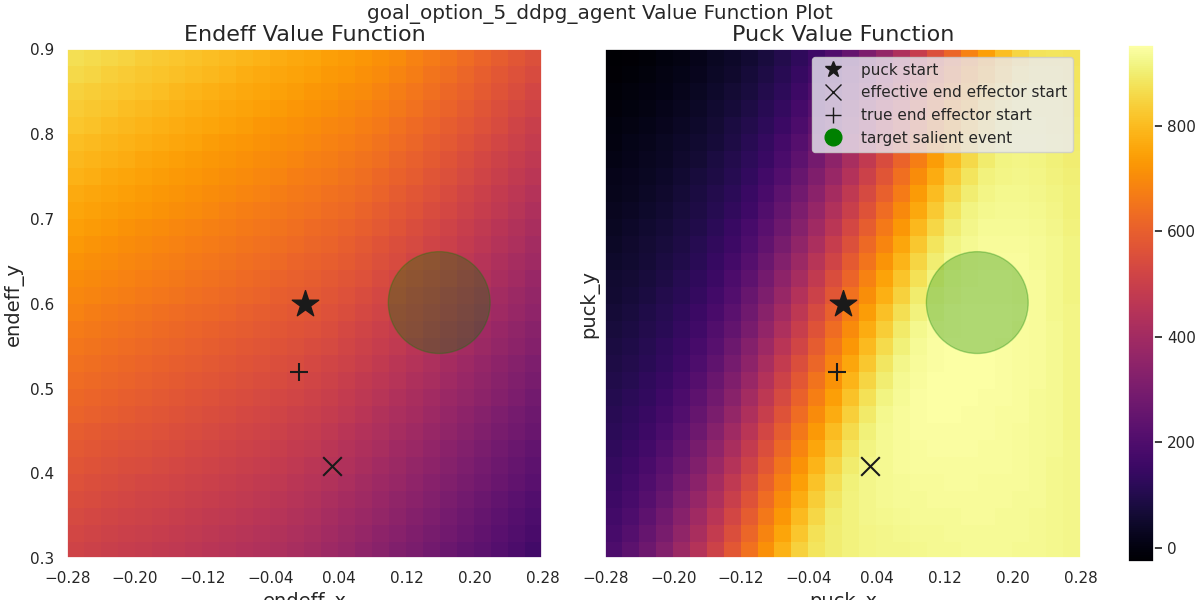 goal_option_5_ddpg_agent Value Function Plot
Endeff Value Function
Puck Value Function
puck start
effective end effector start
true end effector start
target salient event
endeff_y
0.9
0.8
0.7
0.6
0.5
0.4
0.3
−0.28 −0.20 −0.12 −0.04 0.04 0.12 0.20 0.28
endeff_x
puck_y
−0.28 −0.20 −0.12 −0.04 0.04 0.12 0.20 0.28
puck_x
800
600
400
200
0